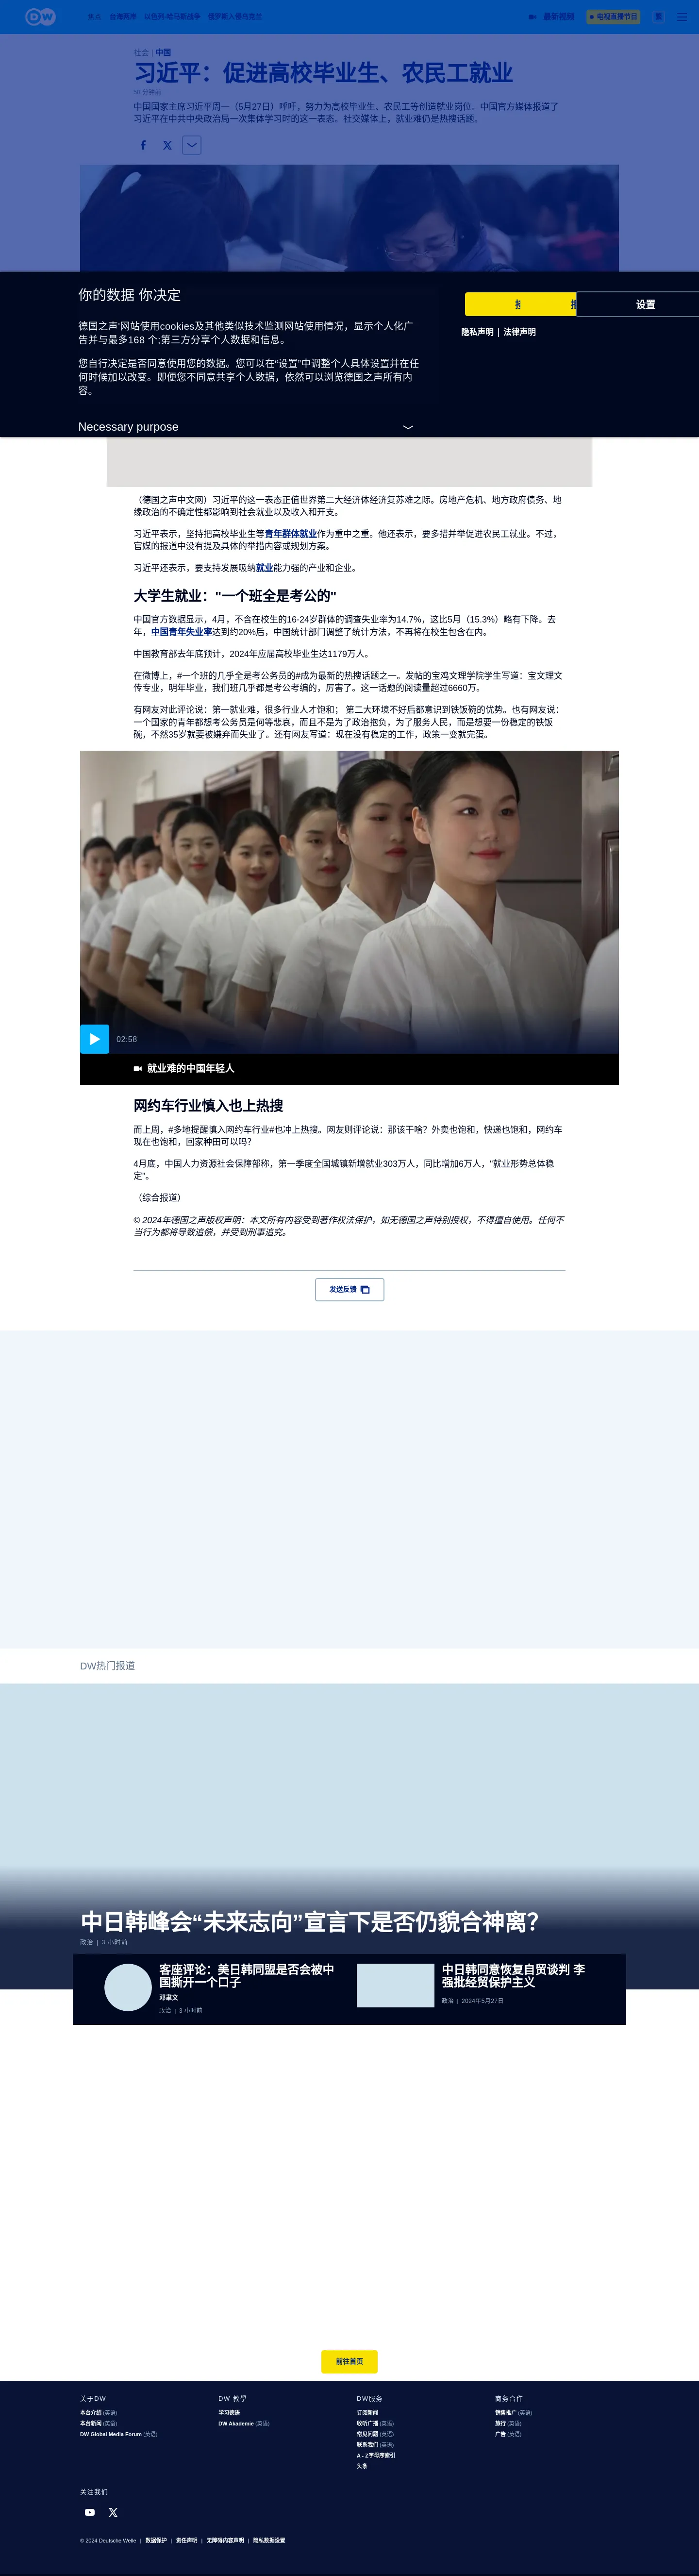 DW
焦点 台海两岸 以色列-哈马斯战争 俄罗斯入侵乌克兰
最新视频
电视直播节目
社会 | 中国
习近平：促进高校毕业生、农民工就业
58 分钟前
中国国家主席习近平周一（5月27日）呼吁，努力为高校毕业生、农民工等创造就业岗位。中国官方媒体报道了
习近平在中共中央政治局一次集体学习时的这一表态。社交媒体上，就业难仍是热搜话题。
你的数据 你决定
德国之声'网站使用cookies及其他类似技术监测网站使用情况，显示个人化广
告并与最多168 个;第三方分享个人数据和信息。
您自行决定是否同意使用您的数据。您可以在“设置”中调整个人具体设置并在任
何时候加以改变。即便您不同意共享个人数据，依然可以浏览德国之声所有内
容。
Necessary purpose
设置
隐私声明 | 法律声明
（德国之声中文网）习近平的这一表态正值世界第二大经济体经济复苏难之际。房地产危机、地方政府债务、地
缘政治的不确定性都影响到社会就业以及收入和开支。
习近平表示，坚持把高校毕业生等青年群体就业作为重中之重。他还表示，要多措并举促进农民工就业。不过，
官媒的报道中没有提及具体的举措内容或规划方案。
习近平还表示，要支持发展吸纳就业能力强的产业和企业。
大学生就业："一个班全是考公的"
中国官方数据显示，4月，不含在校生的16-24岁群体的调查失业率为14.7%，这比5月（15.3%）略有下降。去
年，中国青年失业率达到约20%后，中国统计部门调整了统计方法，不再将在校生包含在内。
中国教育部去年底预计，2024年应届高校毕业生达1179万人。
在微博上，#一个班的几乎全是考公务员的#成为最新的热搜话题之一。发帖的宝鸡文理学院学生写道：宝文理文
传专业，明年毕业，我们班几乎都是考公考编的，厉害了。这一话题的阅读量超过6660万。
有网友对此评论说：第一就业难，很多行业人才饱和； 第二大环境不好后都意识到铁饭碗的优势。也有网友说：
一个国家的青年都想考公务员是何等悲哀，而且不是为了政治抱负，为了服务人民，而是想要一份稳定的铁饭
碗，不然35岁就要被嫌弃而失业了。还有网友写道：现在没有稳定的工作，政策一变就完蛋。
02:58
就业难的中国年轻人
网约车行业慎入也上热搜
而上周，#多地提醒慎入网约车行业#也冲上热搜。网友则评论说：那该干啥？外卖也饱和，快递也饱和，网约车
现在也饱和，回家种田可以吗？
4月底，中国人力资源社会保障部称，第一季度全国城镇新增就业303万人，同比增加6万人，"就业形势总体稳
定"。
（综合报道）
© 2024年德国之声版权声明：本文所有内容受到著作权法保护，如无德国之声特别授权，不得擅自使用。任何不
当行为都将导致追偿，并受到刑事追究。
发送反馈
DW热门报道
中日韩峰会“未来志向”宣言下是否仍貌合神离？
政治 | 3 小时前
客座评论：美日韩同盟是否会被中
国撕开一个口子
邓聿文
政治 | 3 小时前
中日韩同意恢复自贸谈判 李
强批经贸保护主义
政治 | 2024年5月27日
前往首页
关于DW
本台介绍 (英语)
本台新闻 (英语)
DW Global Media Forum (英语)
DW 教學
学习德语
DW Akademie (英语)
DW服务
订阅新闻
收听广播 (英语)
常见问题 (英语)
联系我们 (英语)
A - Z字母序索引
头条
商务合作
销售推广 (英语)
旅行 (英语)
广告 (英语)
关注我们
© 2024 Deutsche Welle | 数据保护 | 责任声明 | 无障碍内容声明 | 隐私数据设置